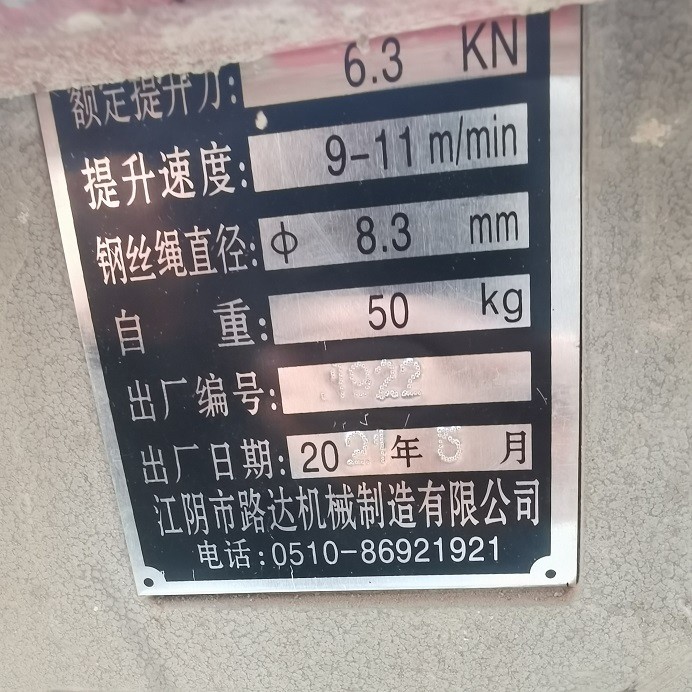 额定提升力: 6.3 KN
提升速度: 9-11 m/min
钢丝绳直径: φ 8.3 mm
自 重: 50 kg
出厂编号: 1922
出厂日期: 2021年5月
江阴市路达机械制造有限公司
电话:0510-86921921